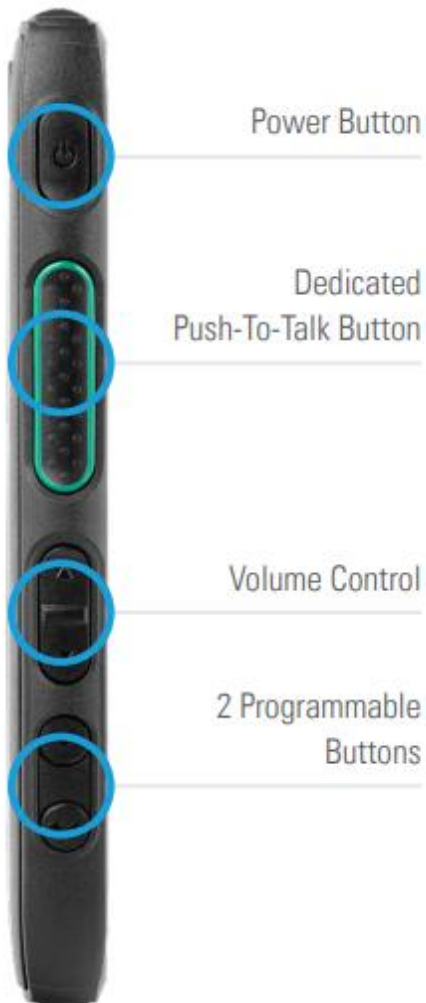 Power Button
Dedicated
Push-To-Talk Button
Volume Control
2 Programmable
Buttons